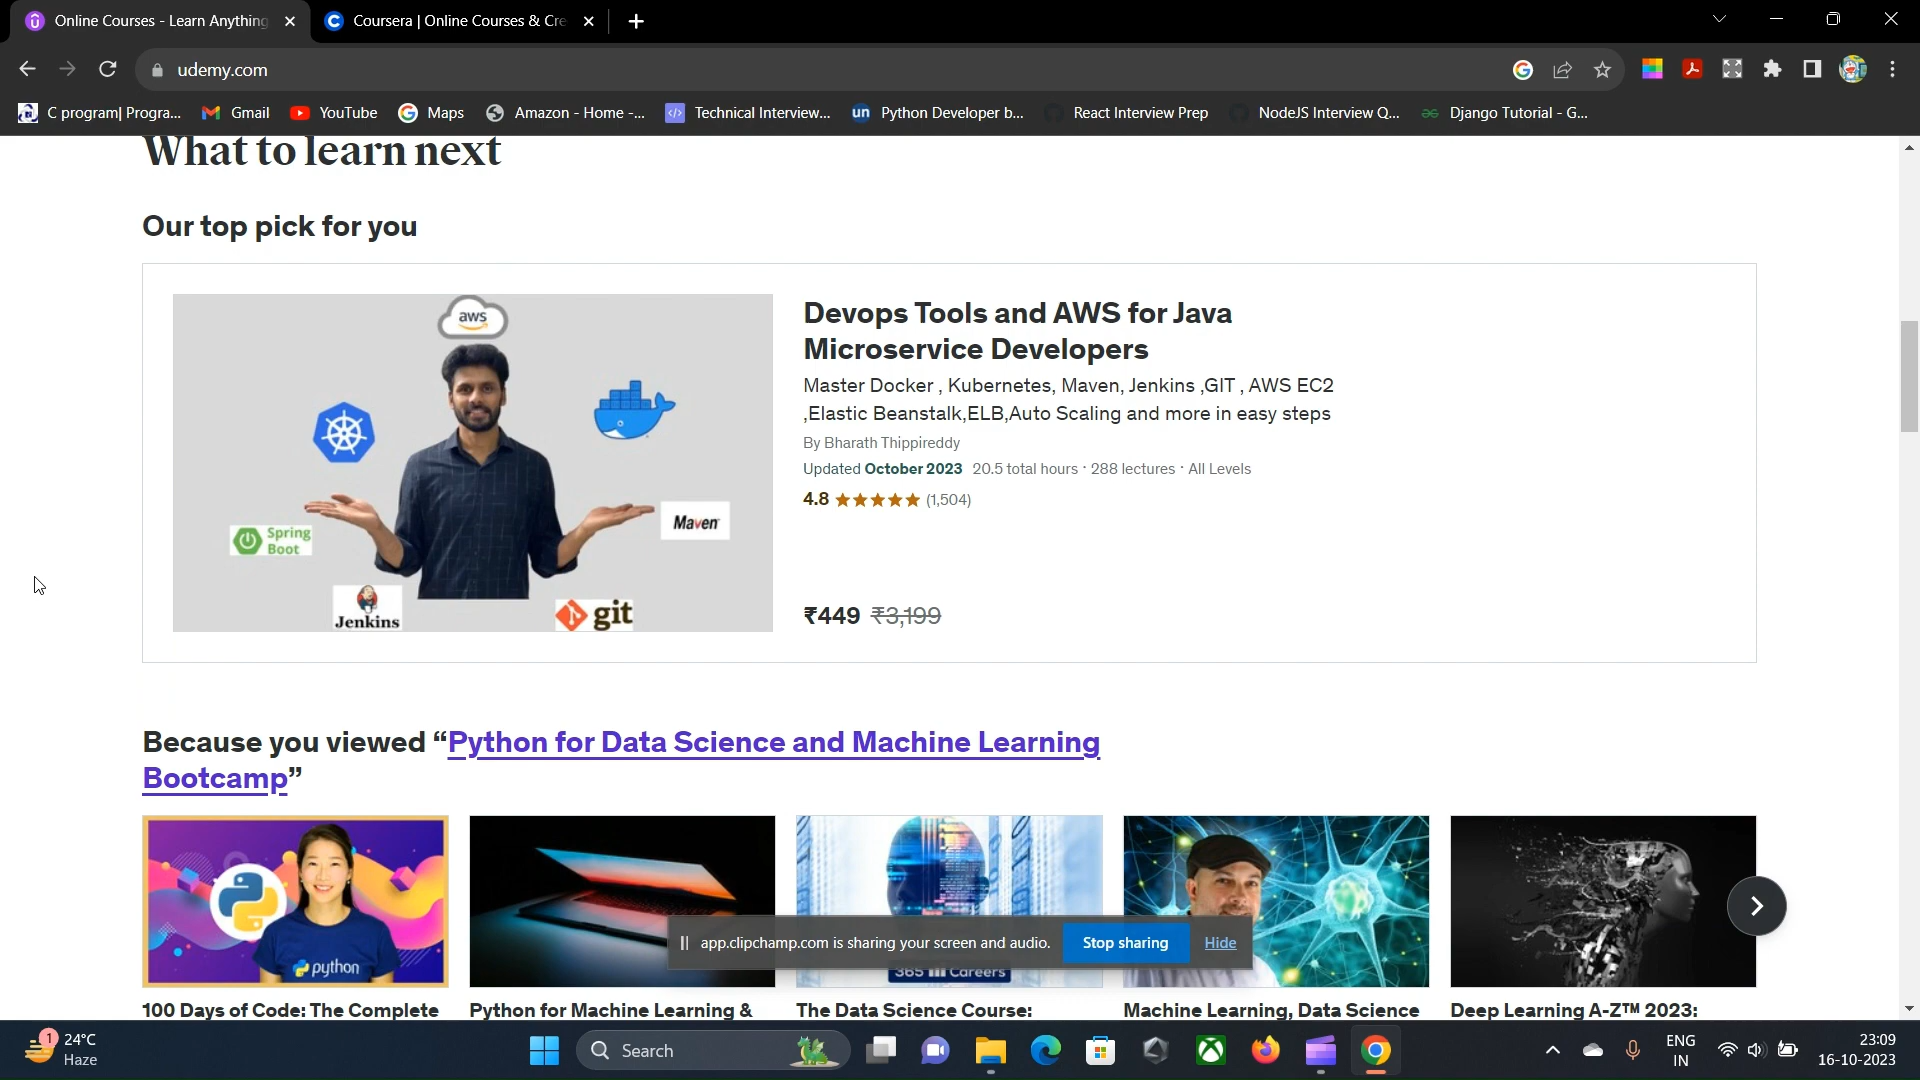 Online Courses - Learn Anything
Coursera | Online Courses & Cre
udemy.com
C program| Progra...
Gmail
YouTube
Maps
Amazon - Home -...
Technical Interview...
un
Python Developer b...
React Interview Prep
NodeJS Interview Q...
Django Tutorial - G...
What to learn next
Our top pick for you
aws
Spring
Boot
Maven
Jenkins
git
Devops Tools and AWS for Java
Microservice Developers
Master Docker , Kubernetes, Maven, Jenkins ,GIT , AWS EC2
,Elastic Beanstalk,ELB,Auto Scaling and more in easy steps
By Bharath Thippireddy
Updated October 2023 20.5 total hours · 288 lectures · All Levels
4.8 (1,504)
₹449 ₹3,199
Because you viewed “Python for Data Science and Machine Learning
Bootcamp”
python
365 Careers
app.clipchamp.com is sharing your screen and audio.
Stop sharing
Hide
100 Days of Code: The Complete
Python for Machine Learning &
The Data Science Course:
Machine Learning, Data Science
Deep Learning A-Z™ 2023:
1
24°C
Haze
Search
ENG
IN
23:09
16-10-2023